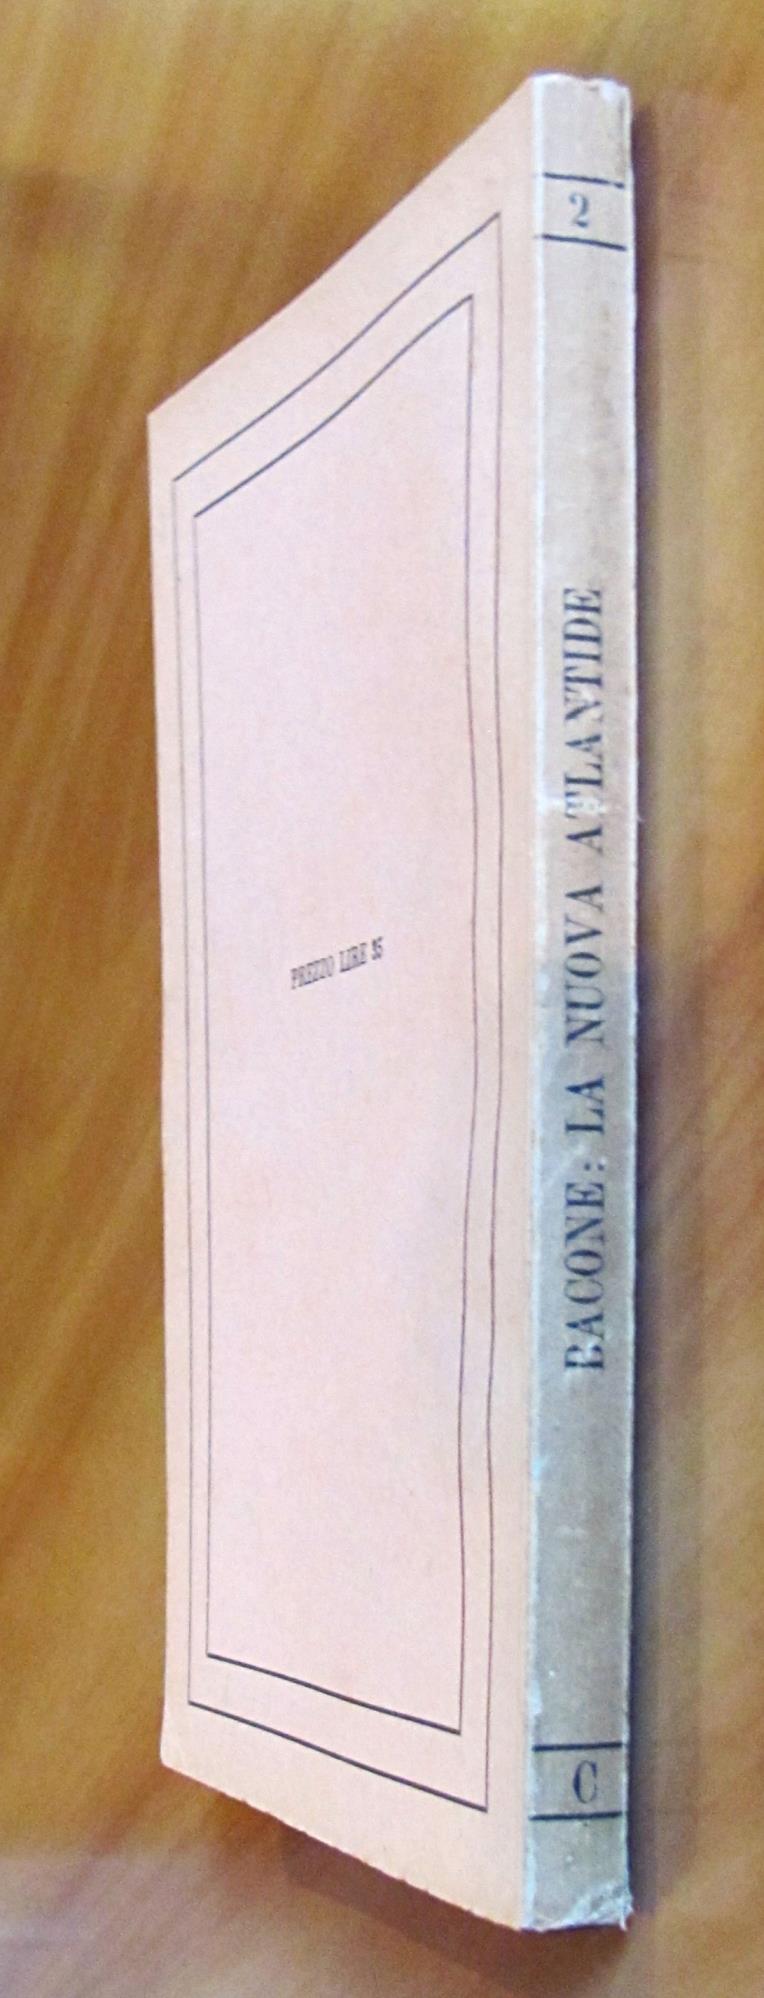 PREZZO LIRE 35
2
BACONE: LA NUOVA ATLANTIDE
C